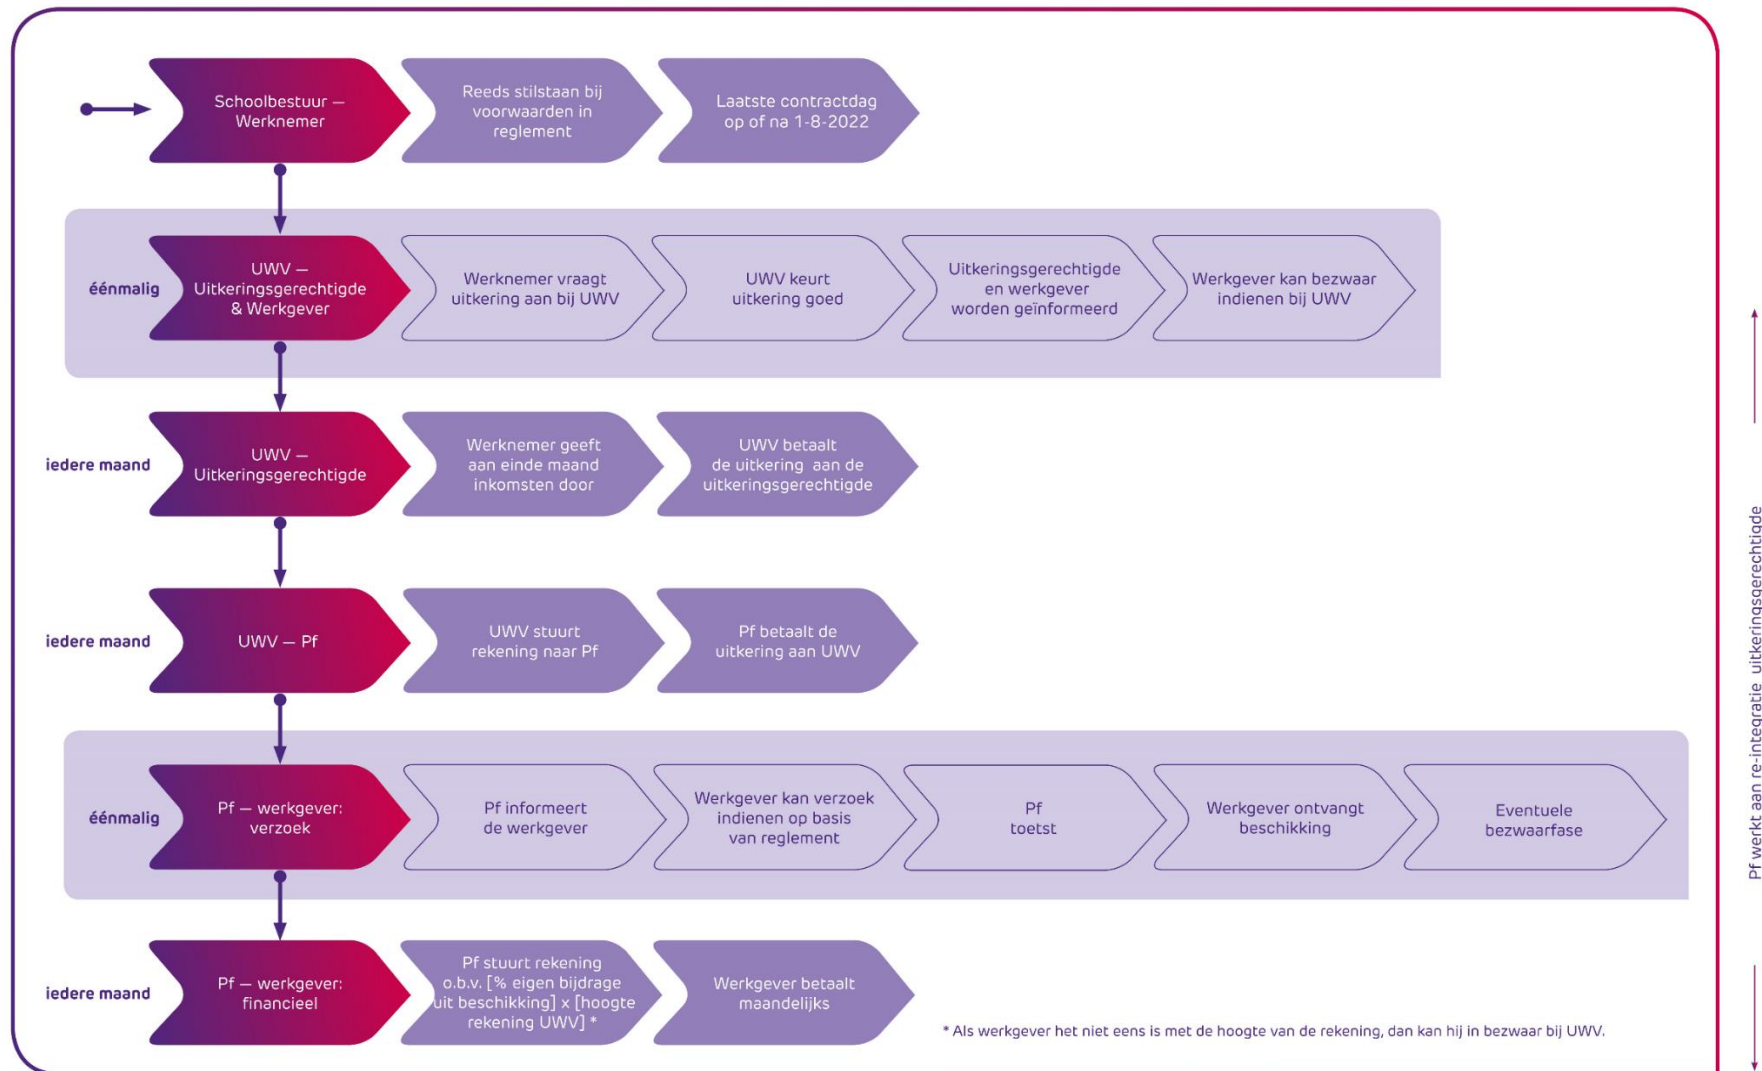 Schoolbestuur —
Werknemer
Reeds stilstaan bij
voorwaarden in
reglement
Laatste contractdag
op of na 1-8-2022
éénmalig
UWV —
Uitkeringsgerechtigde
& Werkgever
Werknemer vraagt
uitkering aan bij UWV
UWV keurt
uitkering goed
Uitkeringsgerechtigde
en werkgever
worden geïnformeerd
Werkgever kan bezwaar
indienen bij UWV
iedere maand
UWV —
Uitkeringsgerechtigde
Werknemer geeft
aan einde maand
inkomsten door
UWV betaalt
de uitkering aan de
uitkeringsgerechtigde
iedere maand
UWV — Pf
UWV stuurt
rekening naar Pf
Pf betaalt de
uitkering aan UWV
éénmalig
Pf — werkgever:
verzoek
Pf informeert
de werkgever
Werkgever kan verzoek
indienen op basis
van reglement
Pf
toetst
Werkgever ontvangt
beschikking
Eventuele
bezwaarfase
iedere maand
Pf — werkgever:
financieel
Pf stuurt rekening
o.b.v. [% eigen bijdrage
uit beschikking] x [hoogte
rekening UWV] *
Werkgever betaalt
maandelijks
* Als werkgever het niet eens is met de hoogte van de rekening, dan kan hij in bezwaar bij UWV.
Pf werkt aan re-integratie uitkeringsgerechtigde